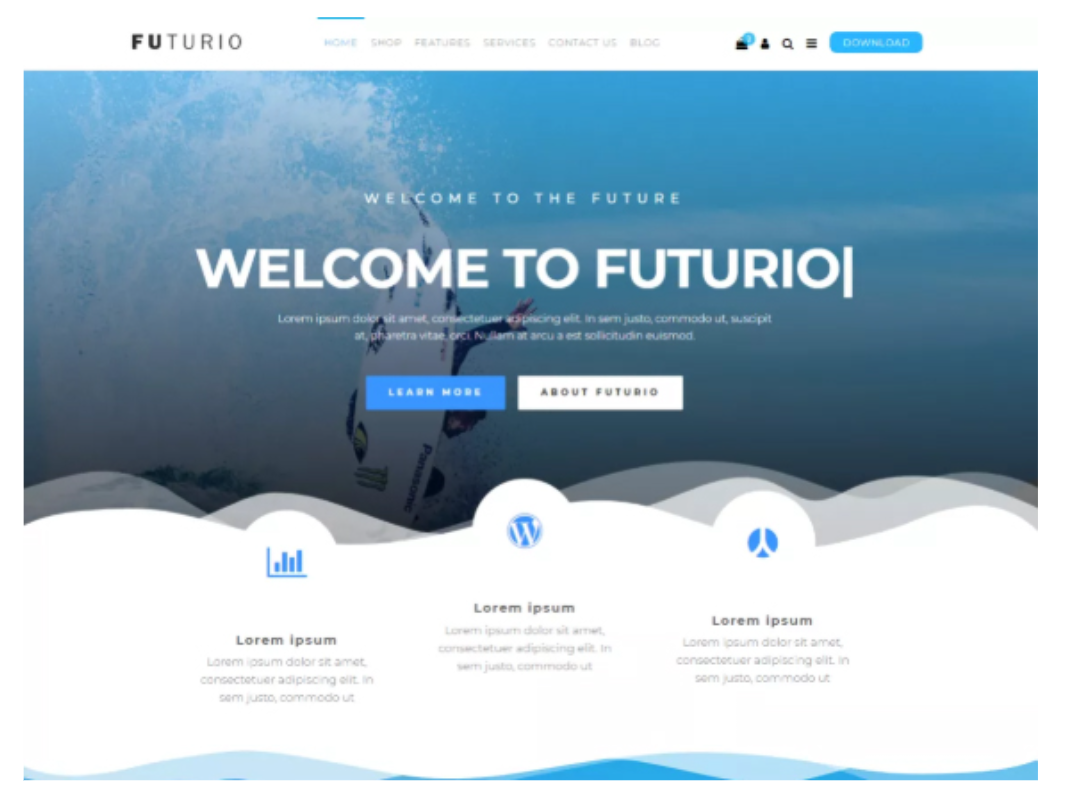 FUTURIO
HOME SHOP FEATURES SERVICES CONTACT US BLOG
DOWNLOAD
WELCOME TO THE FUTURE
WELCOME TO FUTURIO|
Lorem ipsum dolor sit amet, consectetuer adipiscing elit. In sem justo, commodo ut, suscipit
at, pharetra vitae, orci. Nullam at arcu a est sollicitudin euismod.
LEARN MORE
ABOUT FUTURIO
Panasonic
Lorem ipsum
Lorem ipsum dolor sit amet,
consectetuer adipiscing elit. In
sem justo, commodo ut
Lorem ipsum
Lorem ipsum dolor sit amet,
consectetuer adipiscing elit. In
sem justo, commodo ut
Lorem ipsum
Lorem ipsum dolor sit amet,
consectetuer adipiscing elit. In
sem justo, commodo ut